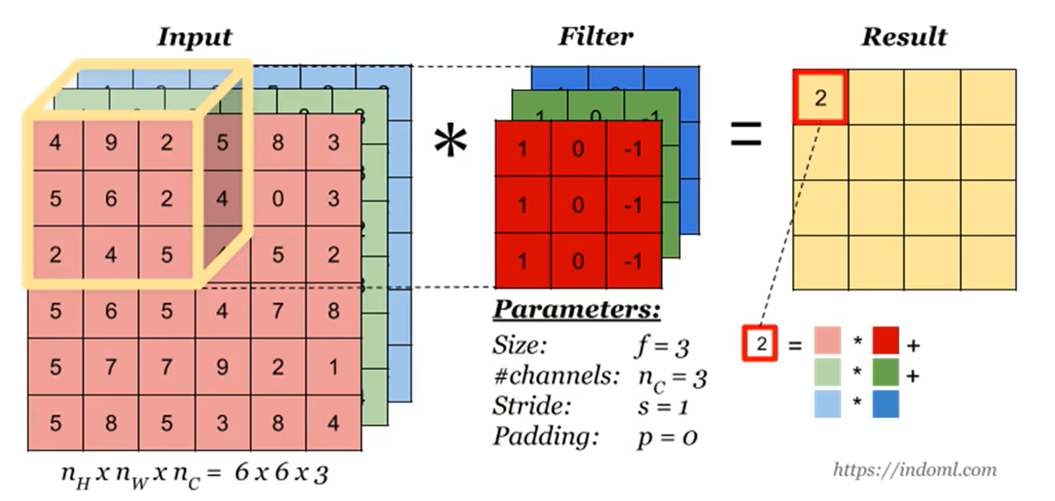 Input
Filter
Result
4 9 2 5 8 3
5 6 2 4 0 3
2 4 5 5 2
5 6 5 4 7 8
5 7 7 9 2 1
5 8 5 3 8 4
n_H x n_W x n_C = 6 x 6 x 3
*
1 0 -1
1 0 -1
1 0 -1
1 0 -1
Parameters:
Size: f = 3
#channels: n_C = 3
Stride: s = 1
Padding: p = 0
=
2
2 = * +
* +
*
https://indoml.com